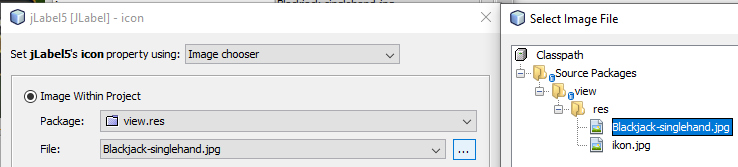 jLabel5 [JLabel] - icon
Set jLabel5's icon property using: Image chooser
Image Within Project
Package: view.res
File: Blackjack-singlehand.jpg ...
Select Image File
Classpath
Source Packages
view
res
Blackjack-singlehand.jpg
ikon.jpg